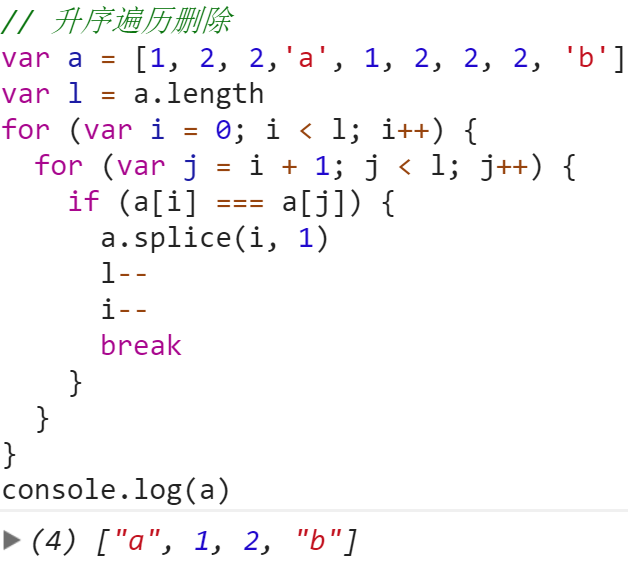 // 升序遍历删除
var a = [1, 2, 2,'a', 1, 2, 2, 2, 'b']
var l = a.length
for (var i = 0; i < l; i++) {
  for (var j = i + 1; j < l; j++) {
    if (a[i] === a[j]) {
      a.splice(i, 1)
      l--
      i--
      break
    }
  }
}
console.log(a)
▶ (4) ["a", 1, 2, "b"]